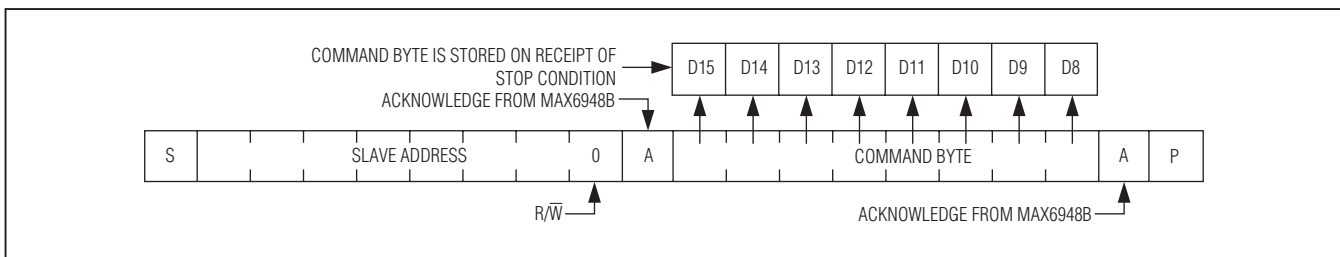 COMMAND BYTE IS STORED ON RECEIPT OF
STOP CONDITION
D15 D14 D13 D12 D11 D10 D9 D8
ACKNOWLEDGE FROM MAX6948B
S SLAVE ADDRESS 0 A COMMAND BYTE A P
R/W̅
ACKNOWLEDGE FROM MAX6948B